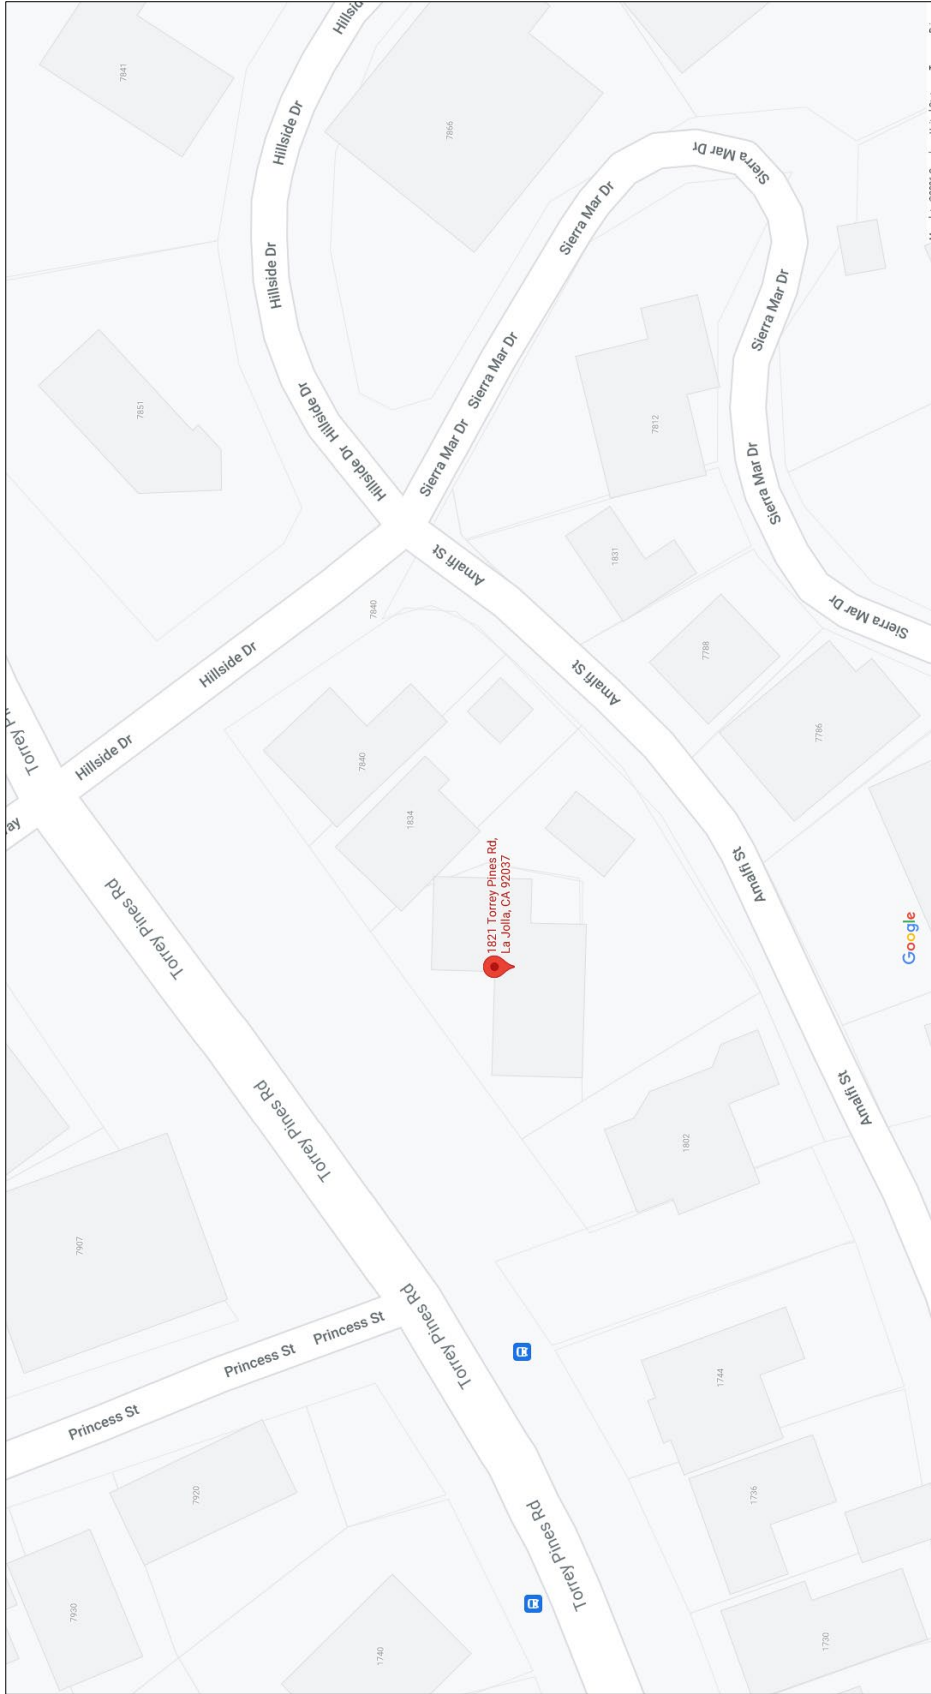 7930
Princess St
7907
ay
Torrey Pi
Hillside Dr
7841
7851
Torrey Pines Rd
7920
Hillside Dr
Princess St
Hillside Dr
Hillside Dr
Torrey Pines Rd
Princess St
Hillside Dr
Hillside Dr
Hillsid
7840
7840
1740
1834
Torrey Pines Rd
Sierra Mar Dr
Sierra Mar Dr
7866
Amalfi St
1821 Torrey Pines Rd,
La Jolla, CA 92037
Torrey Pines Rd
Sierra Mar Dr
Amalfi St
1831
7812
1802
7788
1744
Sierra Mar Dr
1736
Amalfi St
Sierra Mar Dr
Sierra Mar Dr
7786
1730
Amalfi St
Sierra Mar Dr
Google